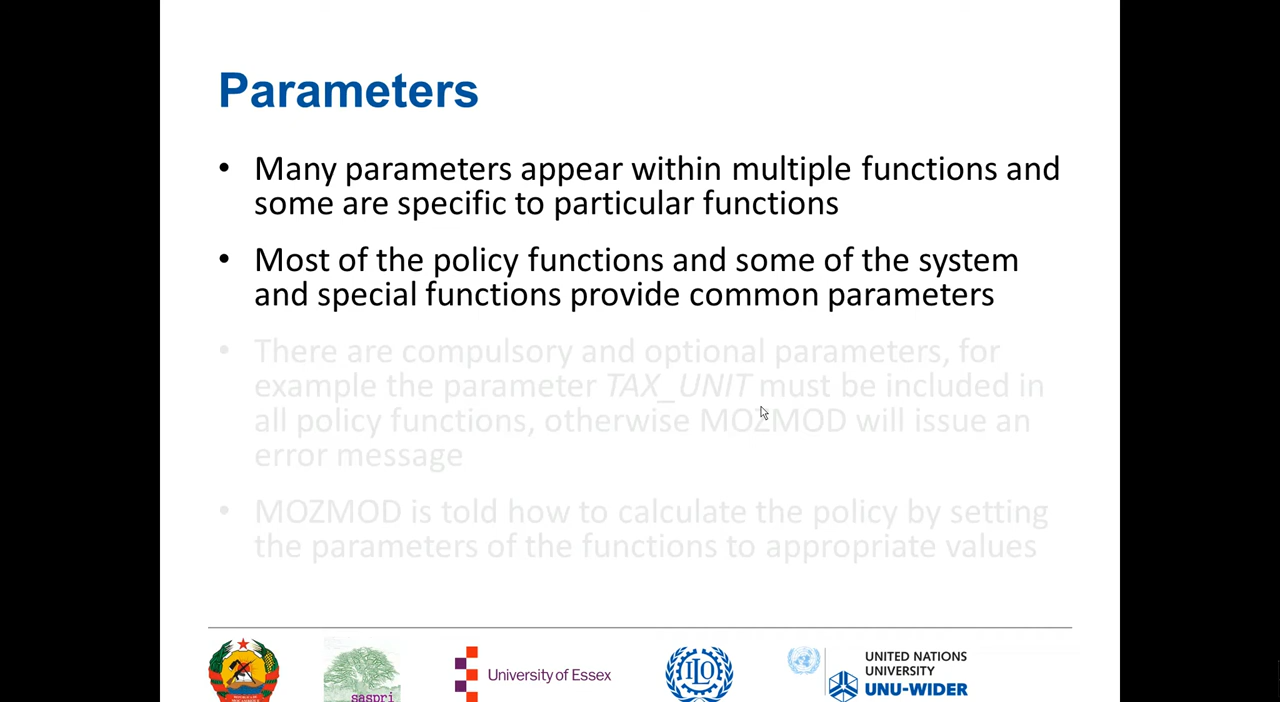 Parameters
• Many parameters appear within multiple functions and
some are specific to particular functions
• Most of the policy functions and some of the system
and special functions provide common parameters
• There are compulsory and optional parameters, for
example the parameter TAX_UNIT must be included in
all policy functions, otherwise MOZMOD will issue an
error message
• MOZMOD is told how to calculate the policy by setting
the parameters of the functions to appropriate values
saspri
University of Essex
ILO
UNITED NATIONS
UNIVERSITY
UNU-WIDER